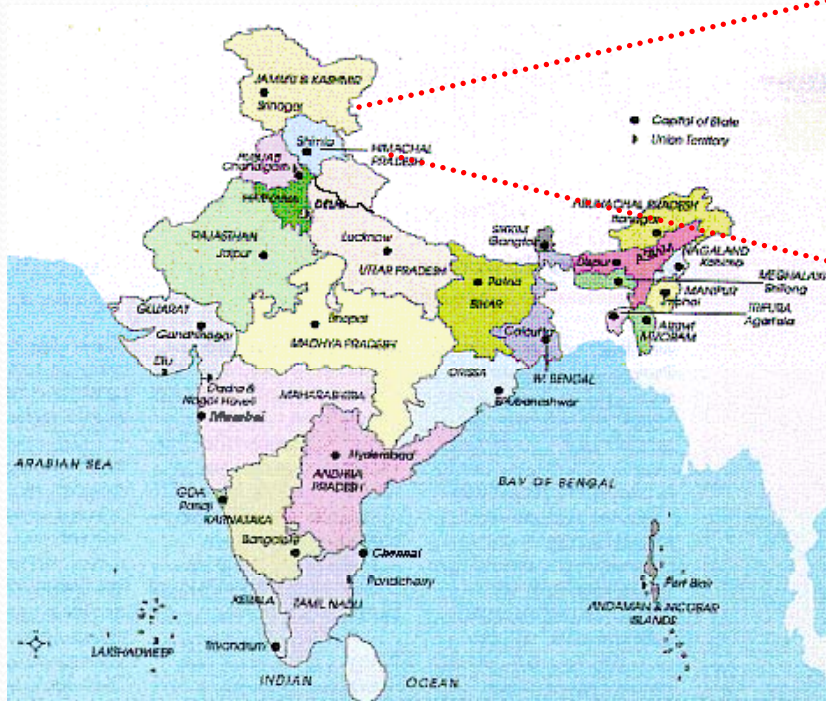 JAMMU & KASHMIR
Srinagar
Capital of State
Union Territory
Shimla
HIMACHAL
PRADESH
PUNJAB
Chandigarh
HARYANA
DELHI
ARUNACHAL PRADESH
Itanagar
SIKKIM
Gangtok
RAJASTHAN
Jaipur
Lucknow
UTTAR PRADESH
Dispur
NAGALAND
Kohima
MEGHALAYA
Shillong
MANIPUR
Imphal
TRIPURA
Agartala
MIZORAM
Patna
BIHAR
GUJARAT
Gandhinagar
Bhopal
MADHYA PRADESH
Calcutta
W. BENGAL
Diu
Dadra &
Nagar Haveli
MAHARASHTRA
Mumbai
ORISSA
Bhubaneshwar
ARABIAN SEA
Hyderabad
ANDHRA
PRADESH
BAY OF BENGAL
GOA
Panaji
KARNATAKA
Bangalore
Chennai
Pondicherry
KERALA
TAMIL NADU
Port Blair
ANDAMAN & NICOBAR
ISLANDS
LAKSHADWEEP
Trivandrum
INDIAN OCEAN